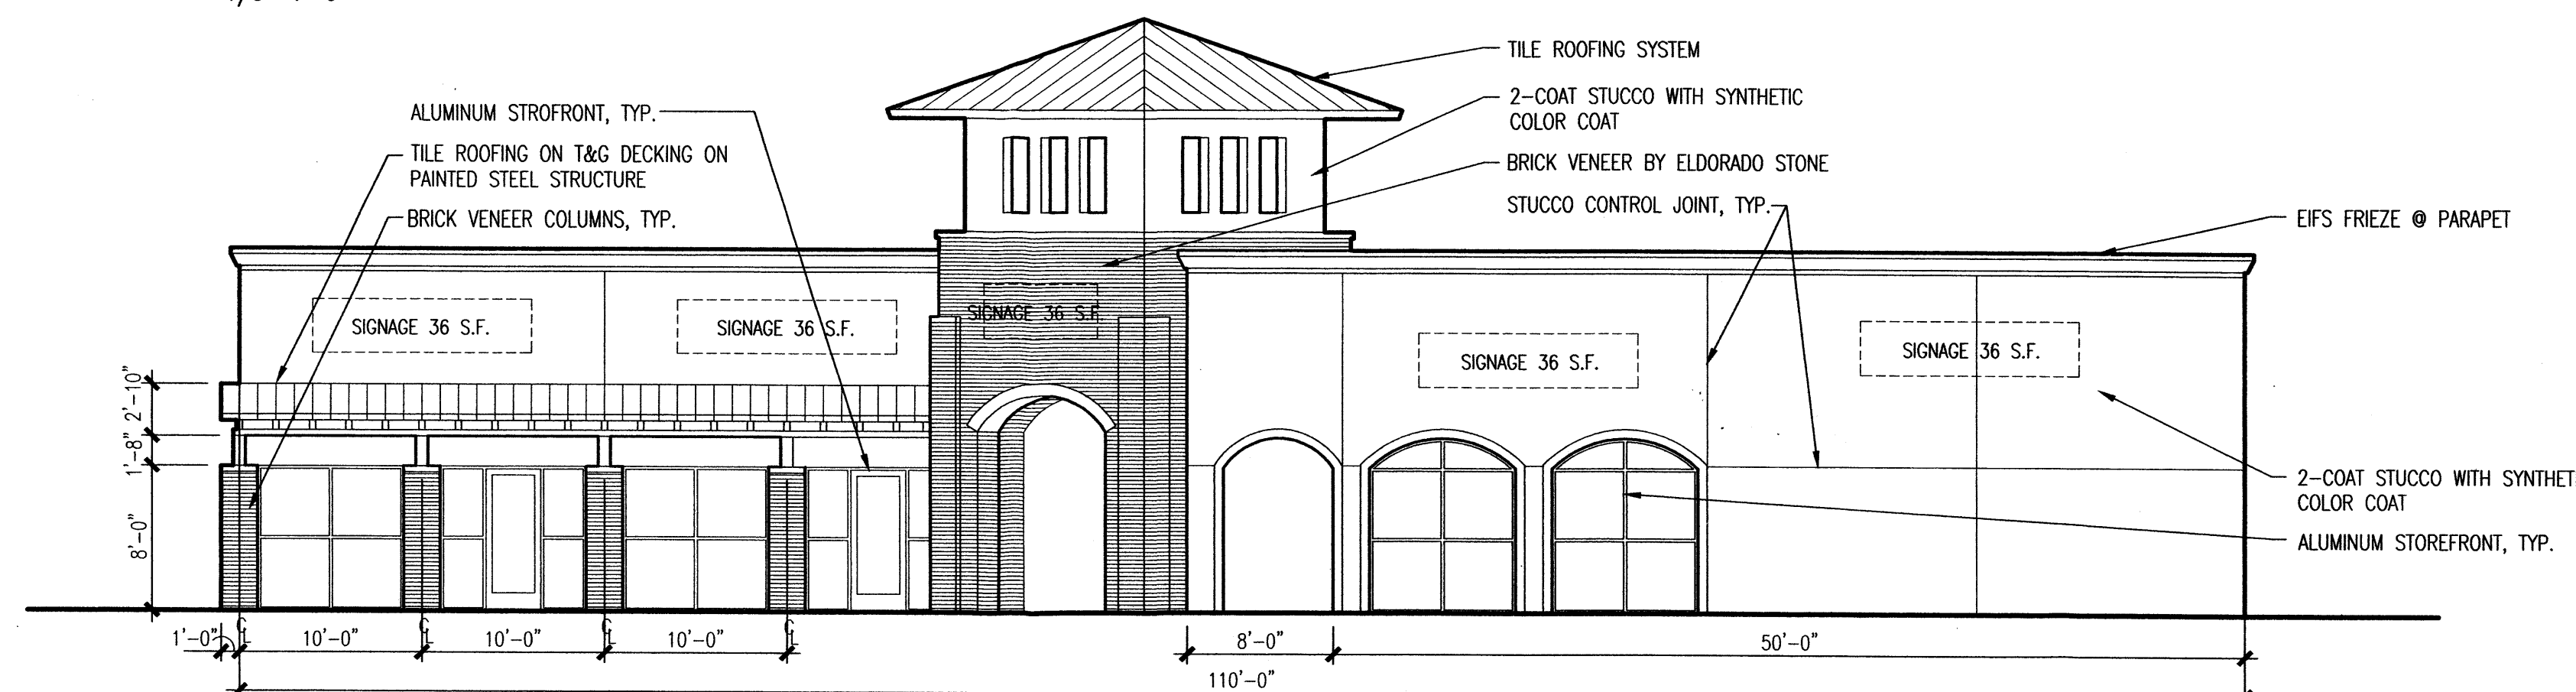 TILE ROOFING SYSTEM
2-COAT STUCCO WITH SYNTHETIC
COLOR COAT
ALUMINUM STROFRONT, TYP.
TILE ROOFING ON T&G DECKING ON
PAINTED STEEL STRUCTURE
BRICK VENEER BY ELDORADO STONE
BRICK VENEER COLUMNS, TYP.
STUCCO CONTROL JOINT, TYP.
EIFS FRIEZE @ PARAPET
SIGNAGE 36 S.F.
SIGNAGE 36 S.F.
SIGNAGE 36 S.F.
SIGNAGE 36 S.F.
SIGNAGE 36 S.F.
2'-10"
1'-8"
8'-0"
2-COAT STUCCO WITH SYNTHET
COLOR COAT
ALUMINUM STOREFRONT, TYP.
1'-0" CL 10'-0" CL 10'-0" CL 10'-0" CL 8'-0" 50'-0"
110'-0"